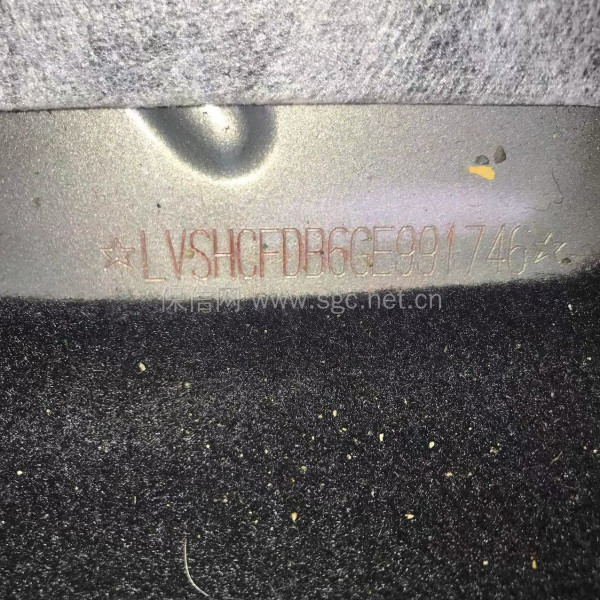 ☆LVSHCFDB6GE991746☆
保信网 www.sgc.net.cn